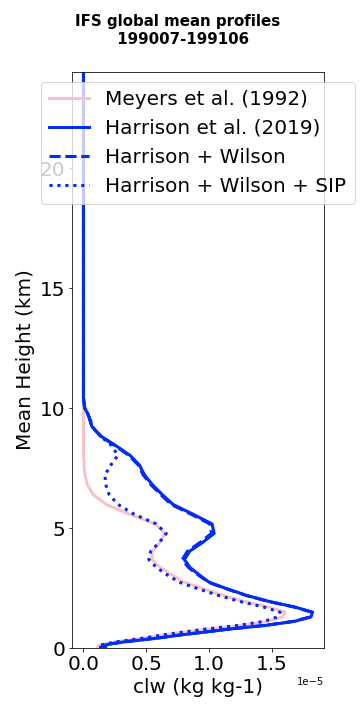 IFS global mean profiles
199007-199106
Meyers et al. (1992)
Harrison et al. (2019)
Harrison + Wilson
Harrison + Wilson + SIP
20
15
10
5
0
Mean Height (km)
0.0 0.5 1.0 1.5
1e−5
clw (kg kg-1)